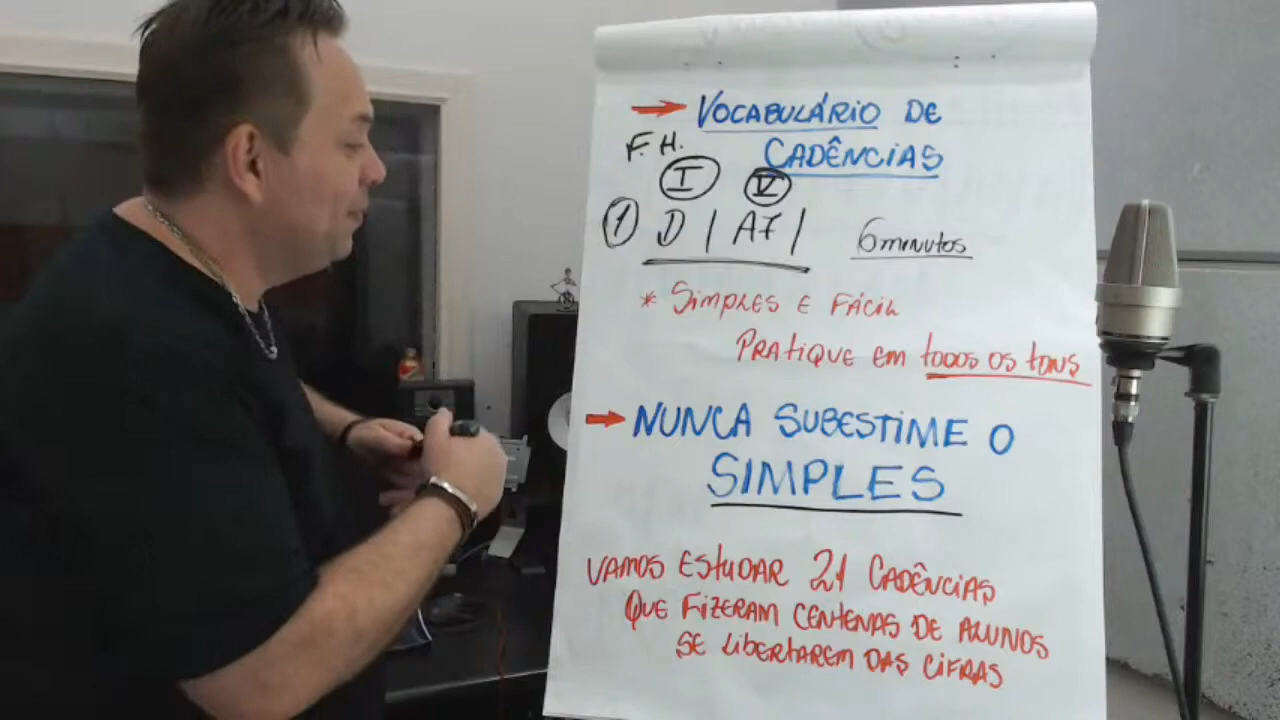 → VOCABULÁRIO DE
CADÊNCIAS
F.H.
I V
1 D | A7 |
6 minutos
* SIMPLES E FÁCIL
PRATIQUE EM TODOS OS TONS
→ NUNCA SUBESTIME O
SIMPLES
VAMOS ESTUDAR 21 CADÊNCIAS
QUE FIZERAM CENTENAS DE ALUNOS
SE LIBERTAREM DAS CIFRAS